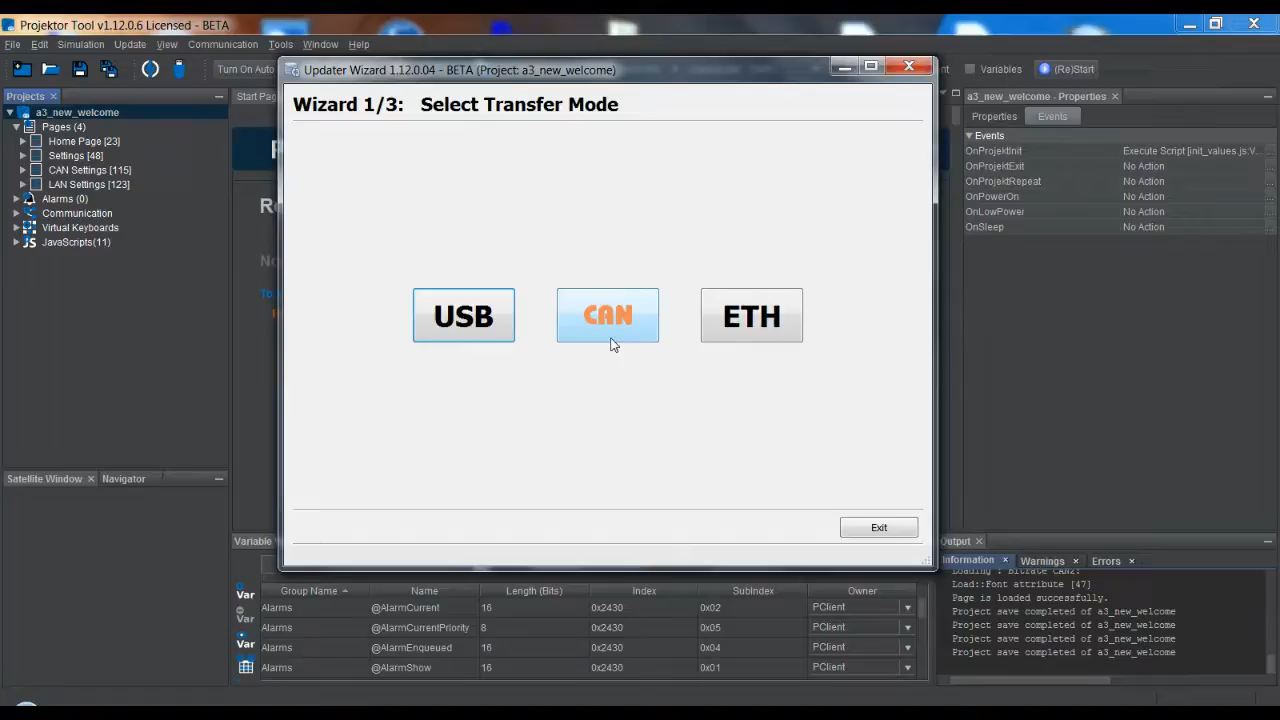 Projektor Tool v1.12.0.6 Licensed - BETA
File Edit Simulation Update View Communication Tools Window Help
Turn On Auto
Variables
(Re)Start
Updater Wizard 1.12.0.04 - BETA (Project: a3_new_welcome)
Wizard 1/3: Select Transfer Mode
USB CAN ETH
Exit
Projects
a3_new_welcome
Pages (4)
Home Page [23]
Settings [48]
CAN Settings [115]
LAN Settings [123]
Alarms (0)
Communication
Virtual Keyboards
JavaScripts(11)
Satellite Window Navigator
Start Pag
a3_new_welcome - Properties
Properties Events
Events
OnProjektInit Execute Script [init_values.js:V...
OnProjektExit No Action
OnProjektRepeat No Action
OnPowerOn No Action
OnLowPower No Action
OnSleep No Action
Variable
Group Name Name Length (Bits) Index SubIndex Owner
Alarms @AlarmCurrent 16 0x2430 0x02 PClient
Alarms @AlarmCurrentPriority 8 0x2430 0x05 PClient
Alarms @AlarmEnqueued 16 0x2430 0x04 PClient
Alarms @AlarmShow 16 0x2430 0x01 PClient
Var
Var
Var
Output
Information Warnings Errors
Loading : Bitrate CAN2:
Load::Font attribute [47]
Page is loaded successfully.
Project save completed of a3_new_welcome
Project save completed of a3_new_welcome
Project save completed of a3_new_welcome
Project save completed of a3_new_welcome